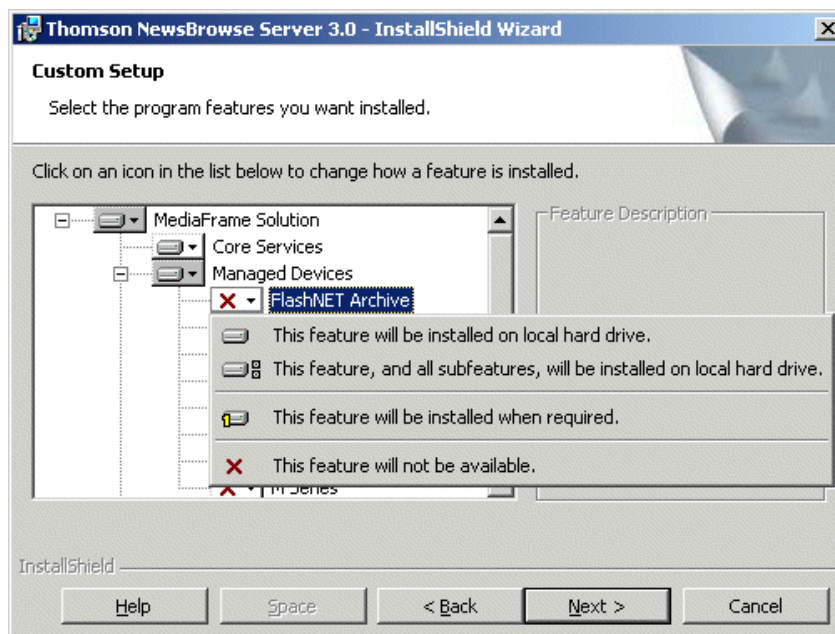 Thomson NewsBrowse Server 3.0 - InstallShield Wizard
Custom Setup
Select the program features you want installed.
Click on an icon in the list below to change how a feature is installed.
MediaFrame Solution
Core Services
Managed Devices
FlashNET Archive
Feature Description
This feature will be installed on local hard drive.
This feature, and all subfeatures, will be installed on local hard drive.
This feature will be installed when required.
This feature will not be available.
M Series
InstallShield
Help
Space
< Back
Next >
Cancel